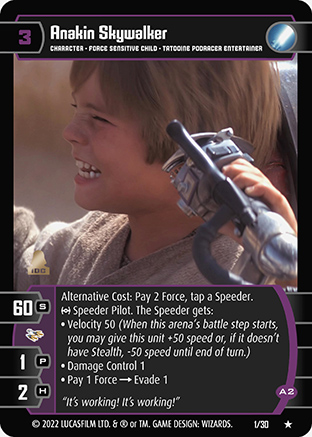 3
Anakin Skywalker
CHARACTER • FORCE SENSITIVE CHILD • TATOOINE PODRACER ENTERTAINER
60 S
1 P
2 H
Alternative Cost: Pay 2 Force, tap a Speeder.
Speeder Pilot. The Speeder gets:
• Velocity 50 (When this arena's battle step starts,
you may give this unit +50 speed or, if it doesn't
have Stealth, -50 speed until end of turn.)
• Damage Control 1
• Pay 1 Force → Evade 1
"It's working! It's working!"
A2
© 2022 LUCASFILM LTD. & ® or TM. GAME DESIGN: WIZARDS.
1/30 ★